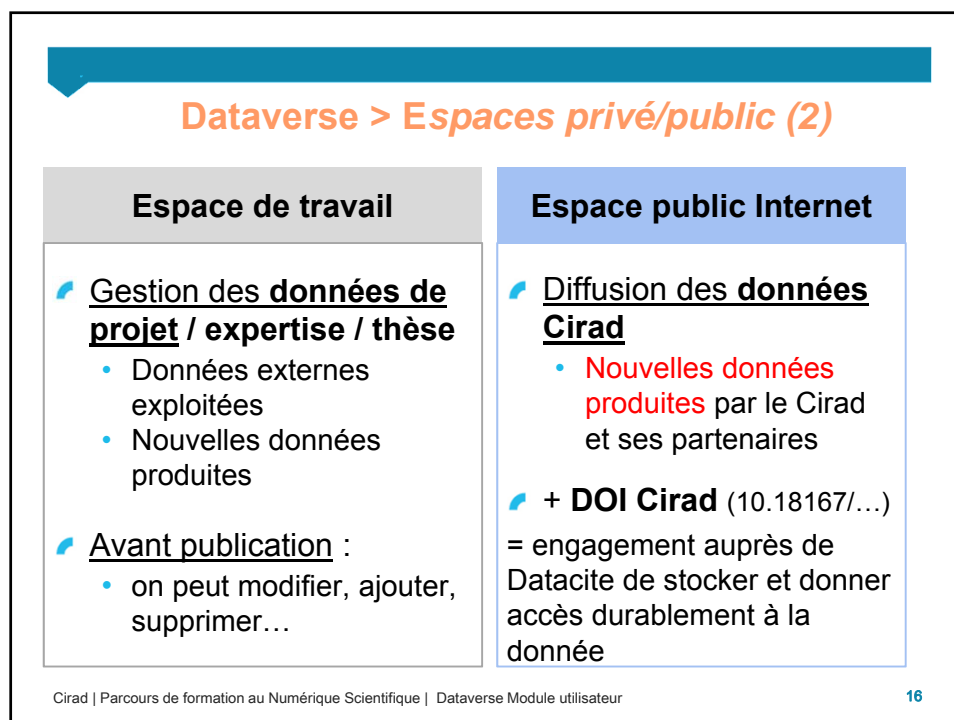 Dataverse > Espaces privé/public (2)
Espace de travail
Gestion des données de
projet / expertise / thèse
• Données externes
exploitées
• Nouvelles données
produites
Avant publication :
• on peut modifier, ajouter,
supprimer…
Espace public Internet
Diffusion des données
Cirad
• Nouvelles données
produites par le Cirad
et ses partenaires
+ DOI Cirad (10.18167/…)
= engagement auprès de
Datacite de stocker et donner
accès durablement à la
donnée
Cirad | Parcours de formation au Numérique Scientifique | Dataverse Module utilisateur
16